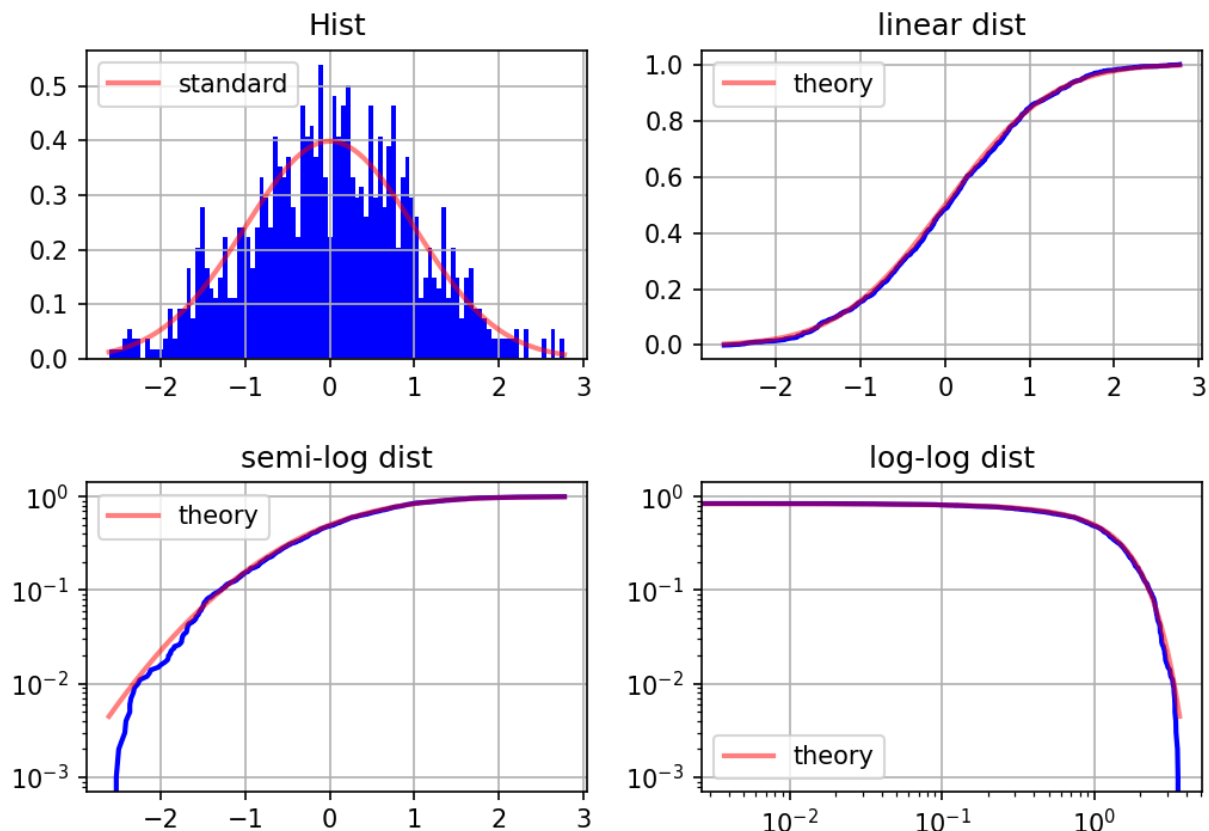 Hist
standard
0.5
0.4
0.3
0.2
0.1
0.0
−2 −1 0 1 2 3
linear dist
theory
1.0
0.8
0.6
0.4
0.2
0.0
−2 −1 0 1 2 3
semi-log dist
theory
10⁰
10⁻¹
10⁻²
10⁻³
−2 −1 0 1 2 3
log-log dist
10⁰
10⁻¹
10⁻²
10⁻³
theory
10⁻² 10⁻¹ 10⁰